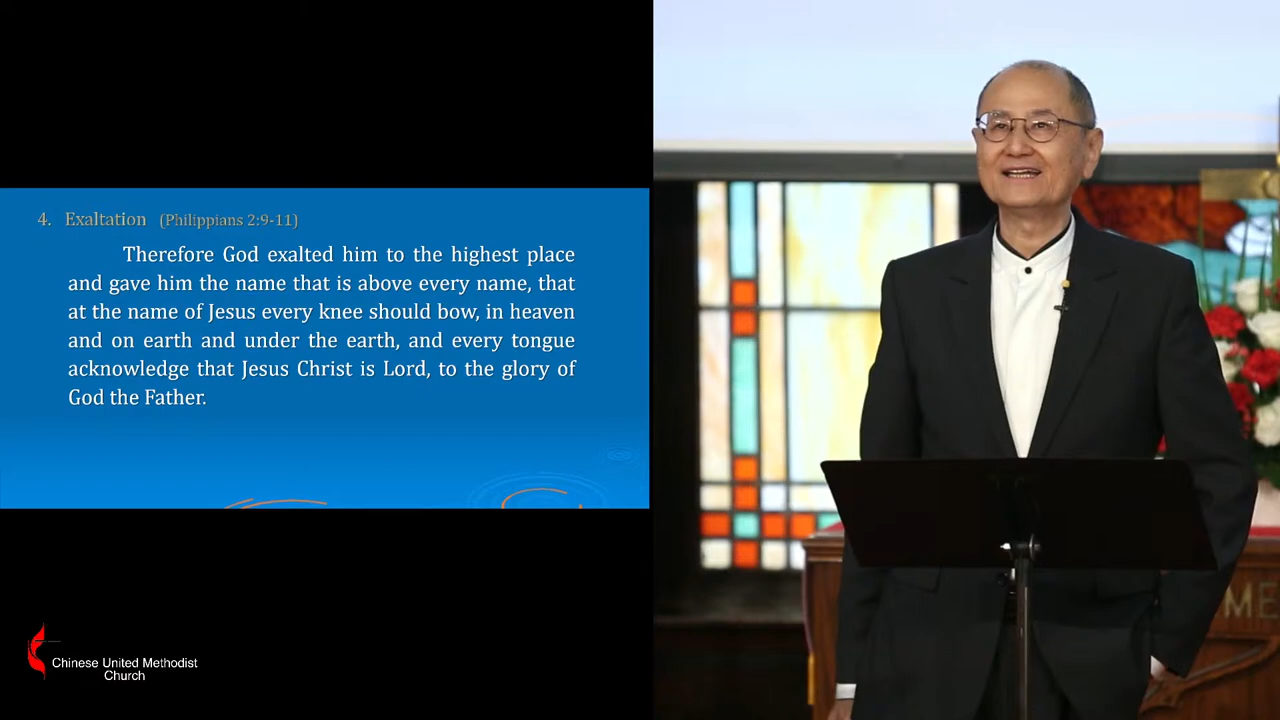 4. Exaltation (Philippians 2:9-11)
Therefore God exalted him to the highest place
and gave him the name that is above every name, that
at the name of Jesus every knee should bow, in heaven
and on earth and under the earth, and every tongue
acknowledge that Jesus Christ is Lord, to the glory of
God the Father.
Chinese United Methodist
Church
ME